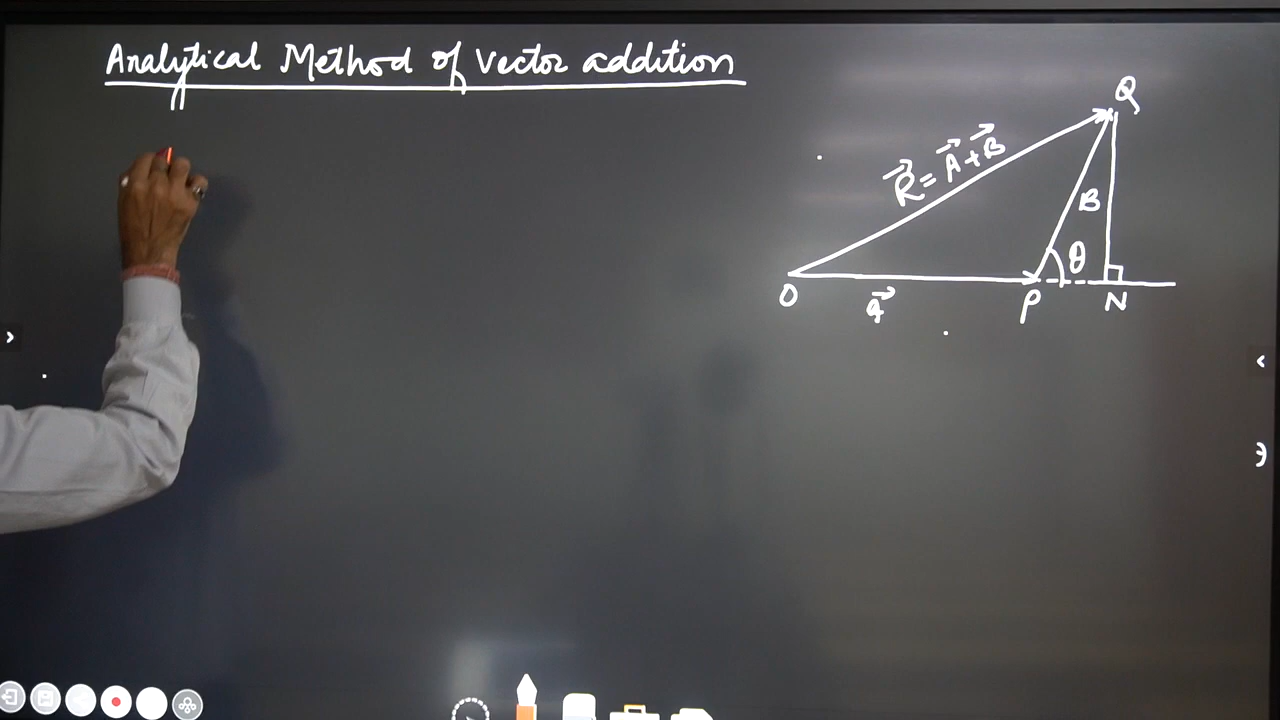 Analytical Method of Vector addition
Q
R⃗ = A⃗ + B⃗
B
θ
O
P
N